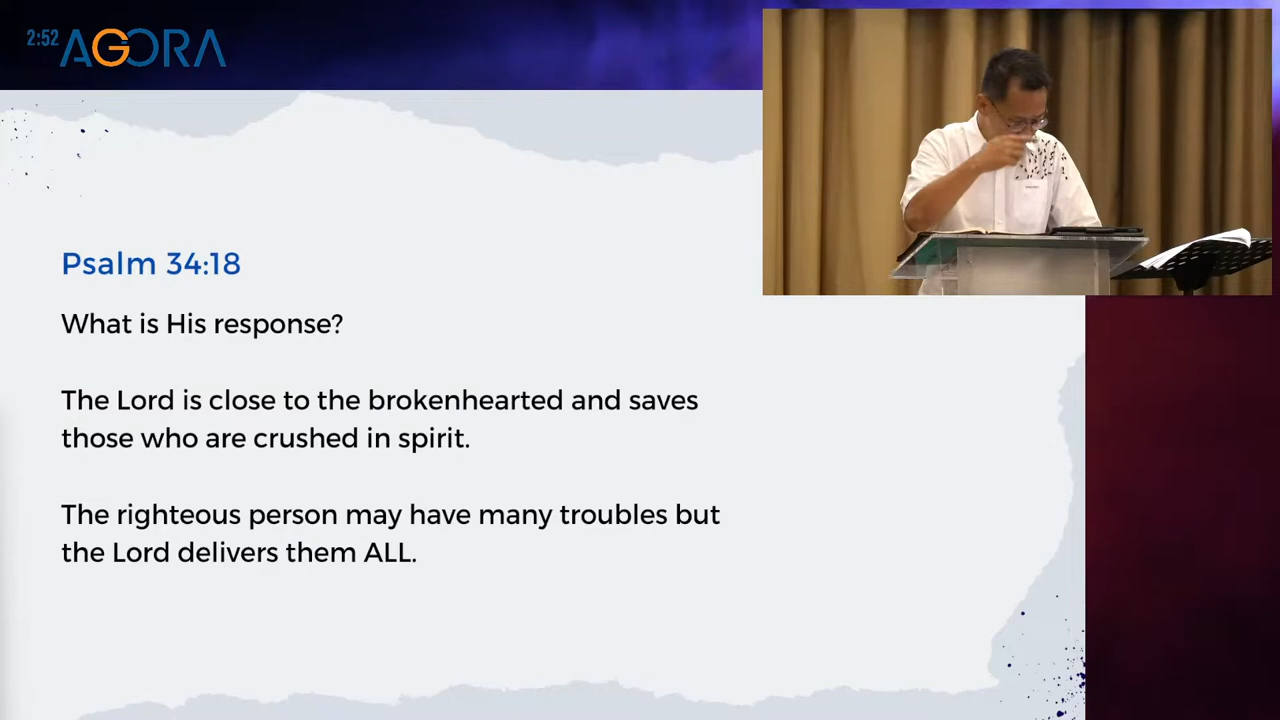 2:52 AGORA
Psalm 34:18
What is His response?
The Lord is close to the brokenhearted and saves
those who are crushed in spirit.
The righteous person may have many troubles but
the Lord delivers them ALL.